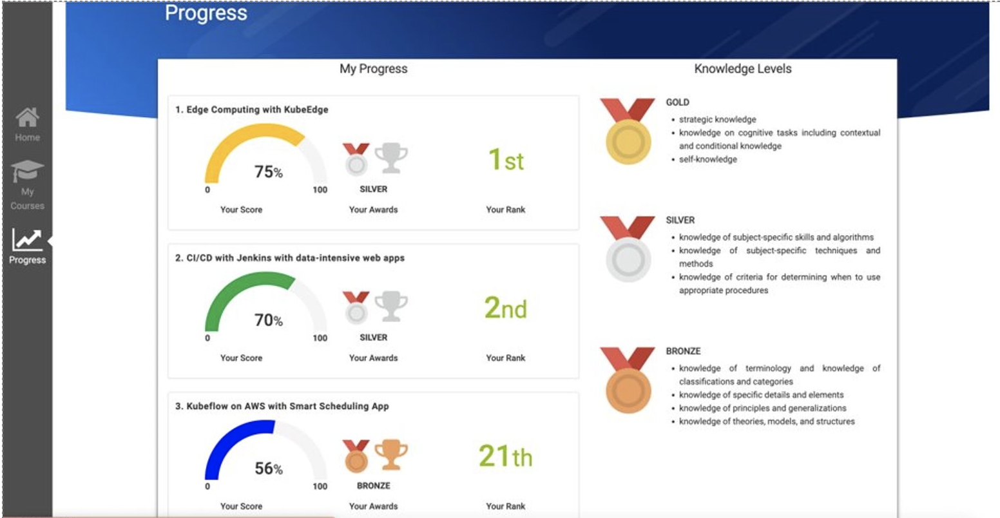 Progress
Home
My
Courses
Progress
My Progress
1. Edge Computing with KubeEdge
75%
0
100
Your Score
SILVER
Your Awards
1st
Your Rank
2. CI/CD with Jenkins with data-intensive web apps
70%
0
100
Your Score
SILVER
Your Awards
2nd
Your Rank
3. Kubeflow on AWS with Smart Scheduling App
56%
0
100
Your Score
BRONZE
Your Awards
21th
Your Rank
Knowledge Levels
GOLD
• strategic knowledge
• knowledge on cognitive tasks including contextual
and conditional knowledge
• self-knowledge
SILVER
• knowledge of subject-specific skills and algorithms
• knowledge of subject-specific techniques and
methods
• knowledge of criteria for determining when to use
appropriate procedures
BRONZE
• knowledge of terminology and knowledge of
classifications and categories
• knowledge of specific details and elements
• knowledge of principles and generalizations
• knowledge of theories, models, and structures